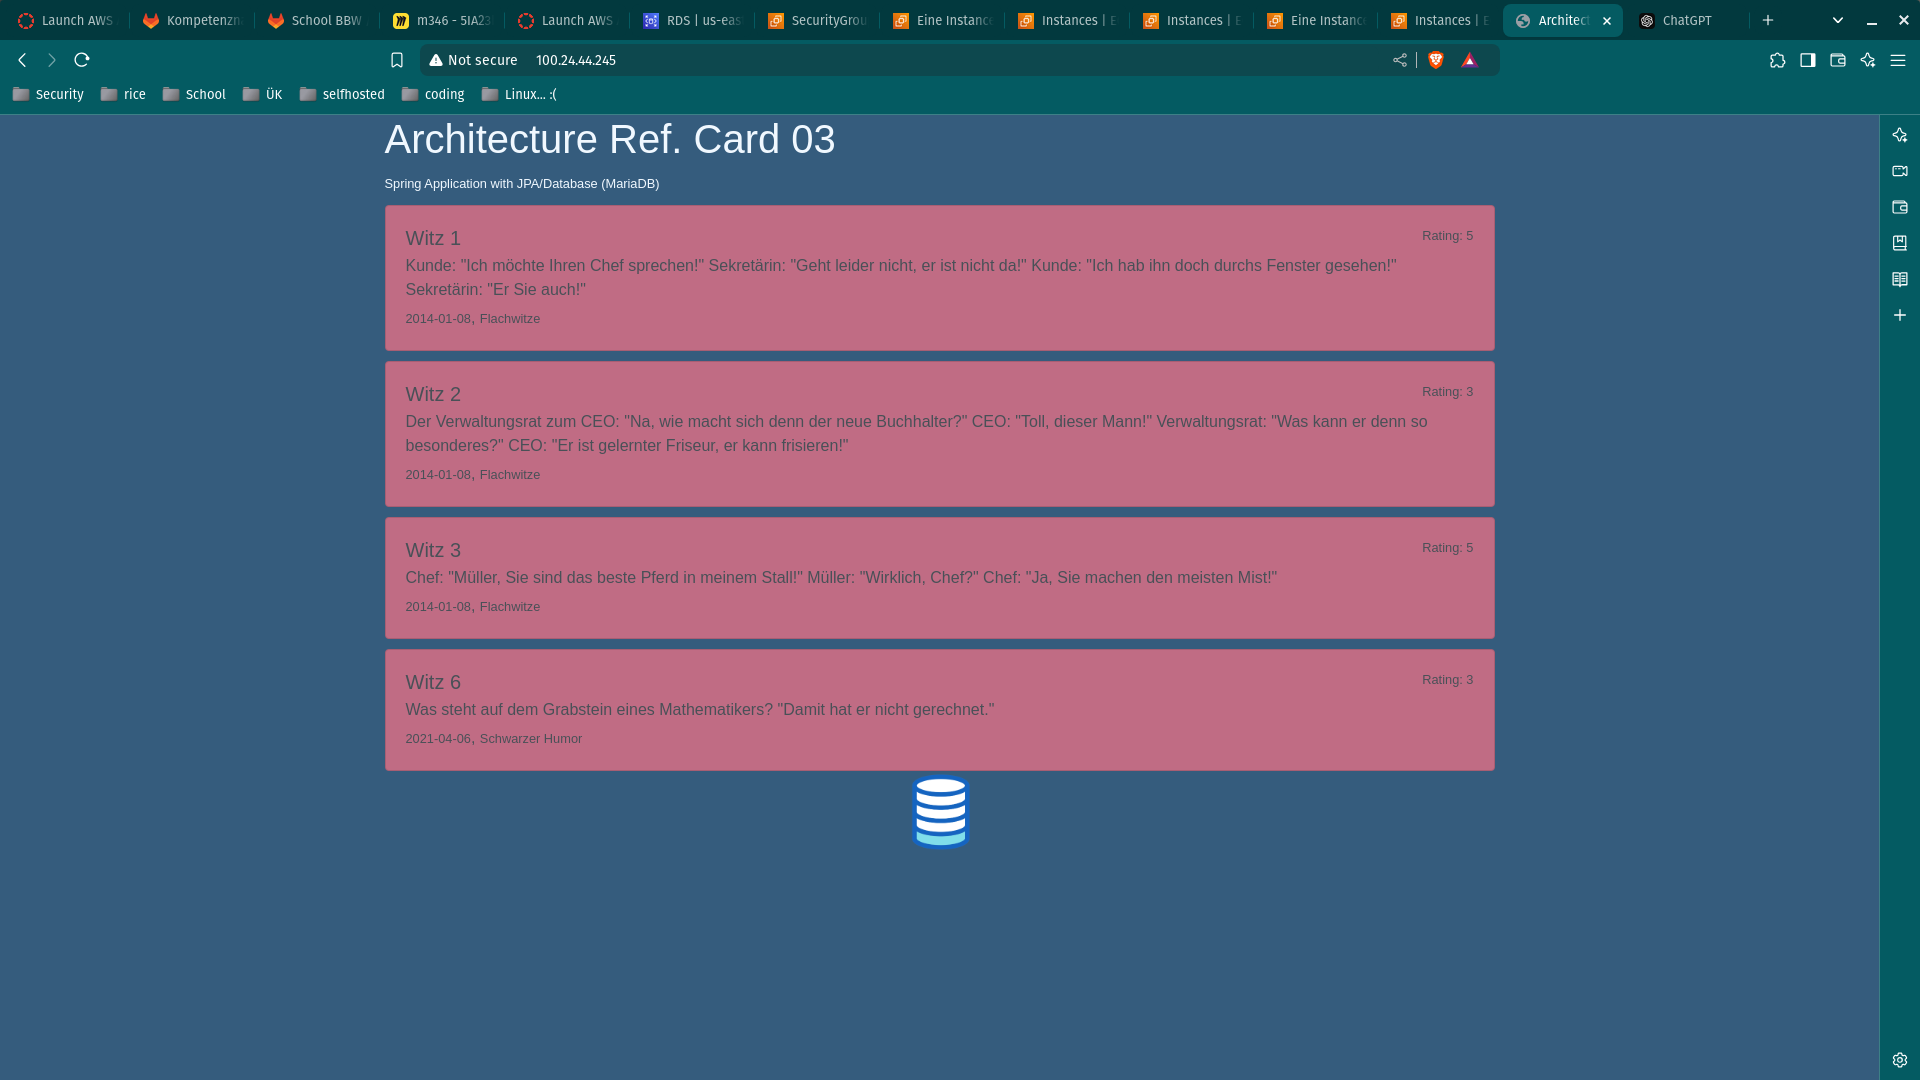 Launch AWS
Kompetenzn
School BBW
m346 - 5IA23
Launch AWS
RDS | us-eas
SecurityGrou
Eine Instance
Instances | E
Instances | E
Eine Instance
Instances | E
Architect
ChatGPT
Not secure 100.24.44.245
Security
rice
School
ÜK
selfhosted
coding
Linux... :(
Architecture Ref. Card 03
Spring Application with JPA/Database (MariaDB)
Witz 1
Rating: 5
Kunde: "Ich möchte Ihren Chef sprechen!" Sekretärin: "Geht leider nicht, er ist nicht da!" Kunde: "Ich hab ihn doch durchs Fenster gesehen!"
Sekretärin: "Er Sie auch!"
2014-01-08, Flachwitze
Witz 2
Rating: 3
Der Verwaltungsrat zum CEO: "Na, wie macht sich denn der neue Buchhalter?" CEO: "Toll, dieser Mann!" Verwaltungsrat: "Was kann er denn so
besonderes?" CEO: "Er ist gelernter Friseur, er kann frisieren!"
2014-01-08, Flachwitze
Witz 3
Rating: 5
Chef: "Müller, Sie sind das beste Pferd in meinem Stall!" Müller: "Wirklich, Chef?" Chef: "Ja, Sie machen den meisten Mist!"
2014-01-08, Flachwitze
Witz 6
Rating: 3
Was steht auf dem Grabstein eines Mathematikers? "Damit hat er nicht gerechnet."
2021-04-06, Schwarzer Humor